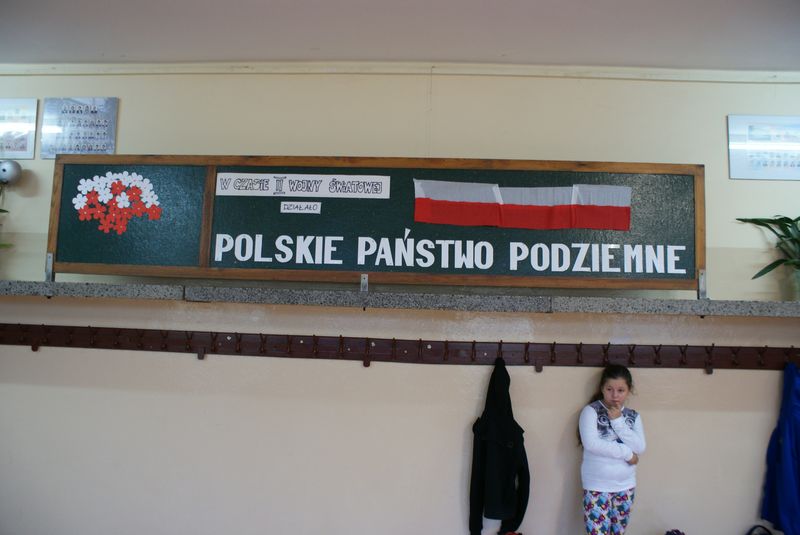 W CZASIE II WOJNY ŚWIATOWEJ
DZIAŁAŁO
POLSKIE PAŃSTWO PODZIEMNE